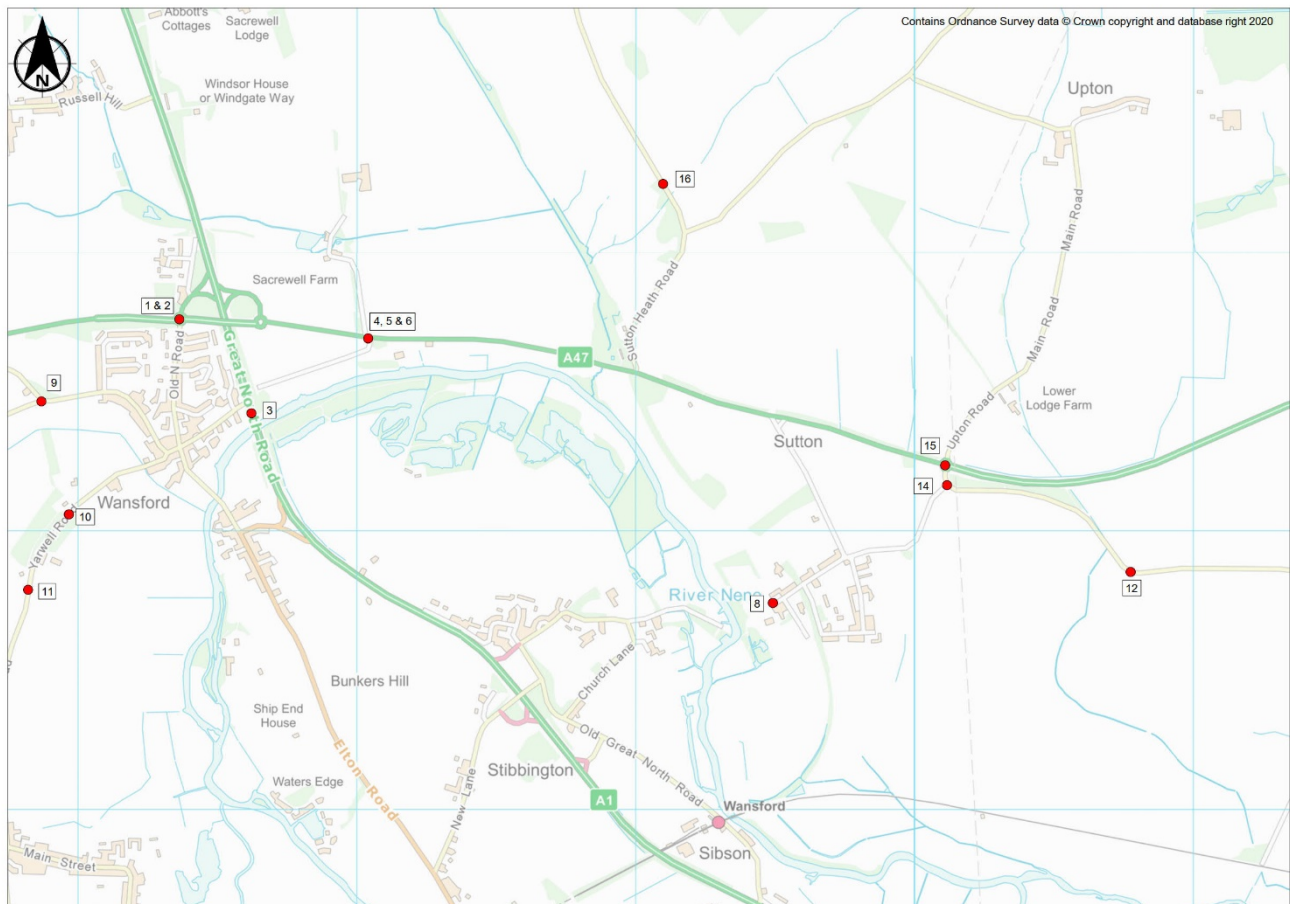 Abbott's
Cottages
Sacrewell
Lodge
Contains Ordnance Survey data © Crown copyright and database right 2020
N
Windsor House
or Windgate Way
Russell Hill
Upton
16
Main Road
Sacrewell Farm
Sutton Heath Road
1 & 2
4, 5 & 6
Great North Road
Old N Road
A47
Main Road
9
3
Lower
Lodge Farm
Upton Road
Sutton
15
14
Wansford
10
Yarwell Road
11
12
River Nene
8
Church Lane
Bunkers Hill
Ship End
House
Elton Road
Old Great North Road
Stibbington
Waters Edge
New Lane
A1
Wansford
Sibson
Main Street